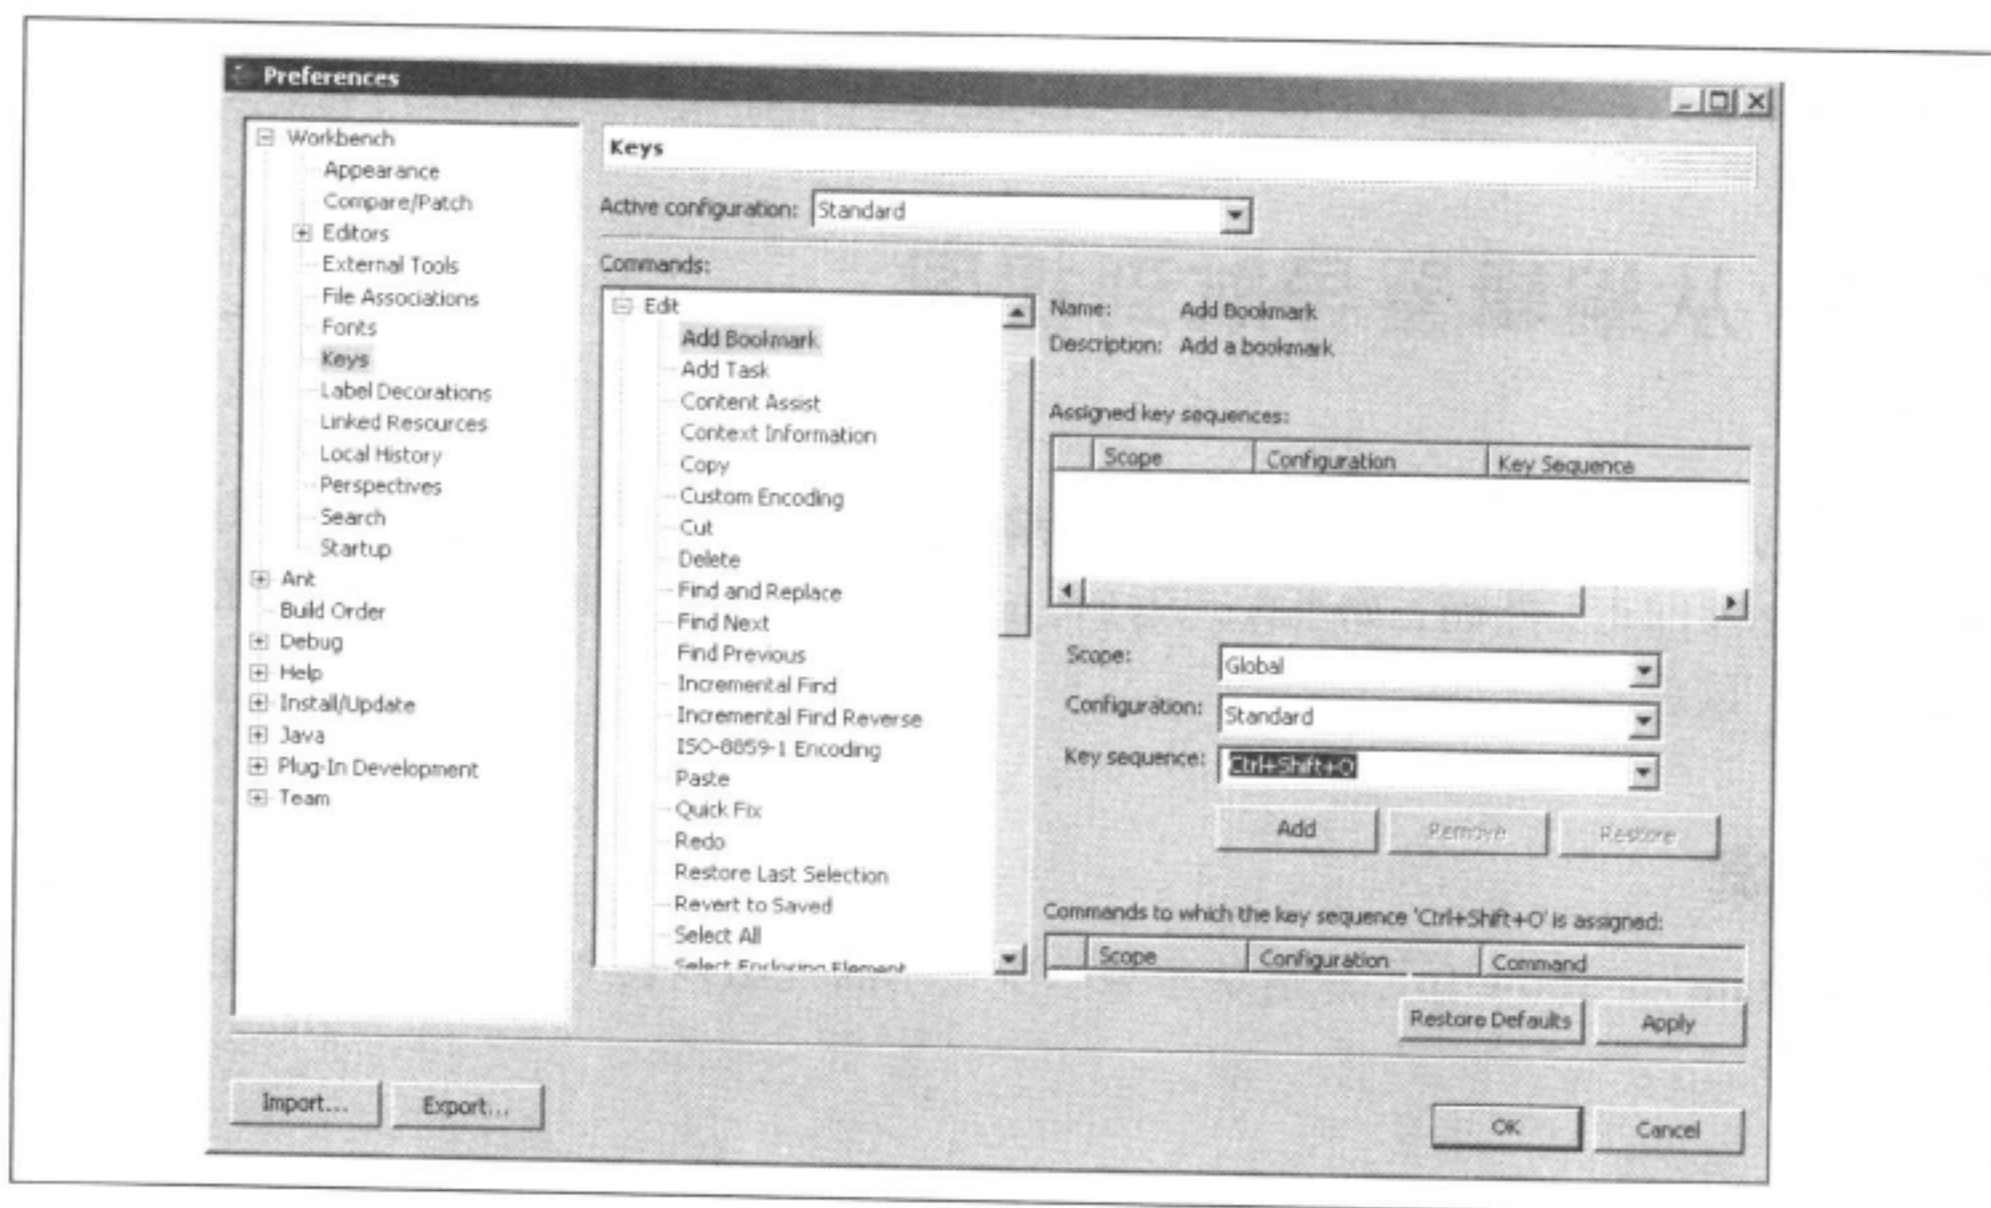 Preferences
Workbench
Appearance
Compare/Patch
Editors
External Tools
File Associations
Fonts
Keys
Label Decorations
Linked Resources
Local History
Perspectives
Search
Startup
Ant
Build Order
Debug
Help
Install/Update
Java
Plug-In Development
Team
Keys
Active configuration: Standard
Commands:
Edit
Add Bookmark
Add Task
Content Assist
Context Information
Copy
Custom Encoding
Cut
Delete
Find and Replace
Find Next
Find Previous
Incremental Find
Incremental Find Reverse
ISO-8859-1 Encoding
Paste
Quick Fix
Redo
Restore Last Selection
Revert to Saved
Select All
Select Enclosing Element
Name: Add Bookmark
Description: Add a bookmark
Assigned key sequences:
Scope Configuration Key Sequence
Scope: Global
Configuration: Standard
Key sequence: Ctrl+Shift+O
Add Remove Restore
Commands to which the key sequence 'Ctrl+Shift+O' is assigned:
Scope Configuration Command
Restore Defaults Apply
Import... Export...
OK Cancel